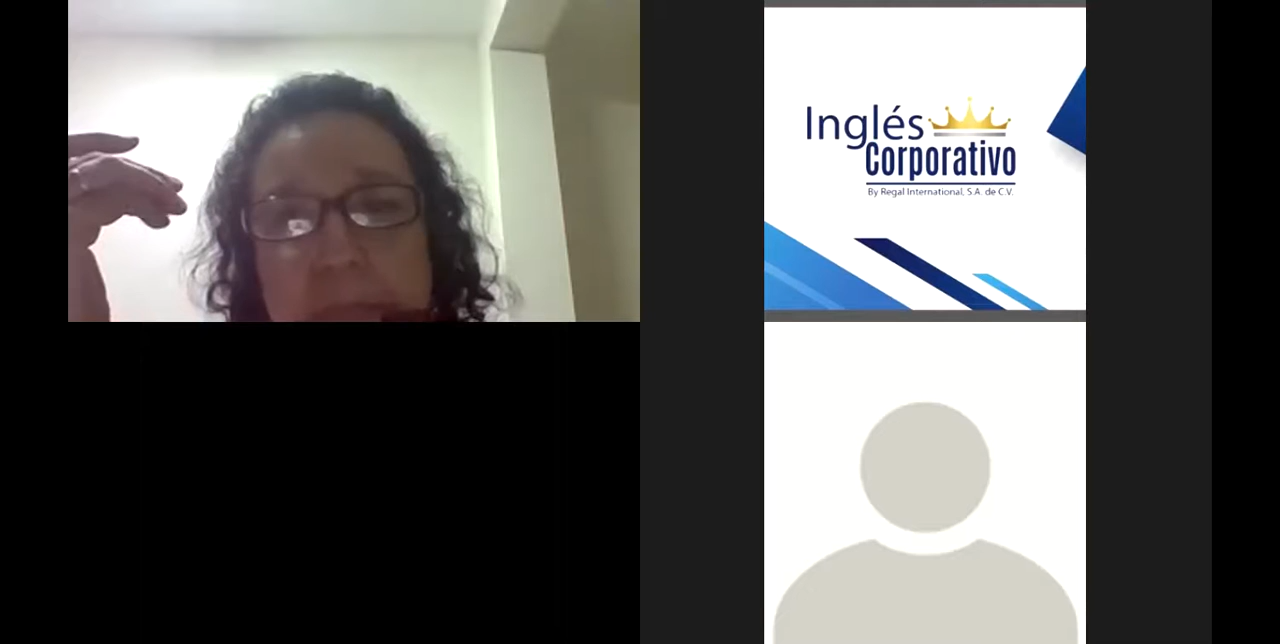 Inglés
Corporativo
By Regal International, S.A. de C.V.